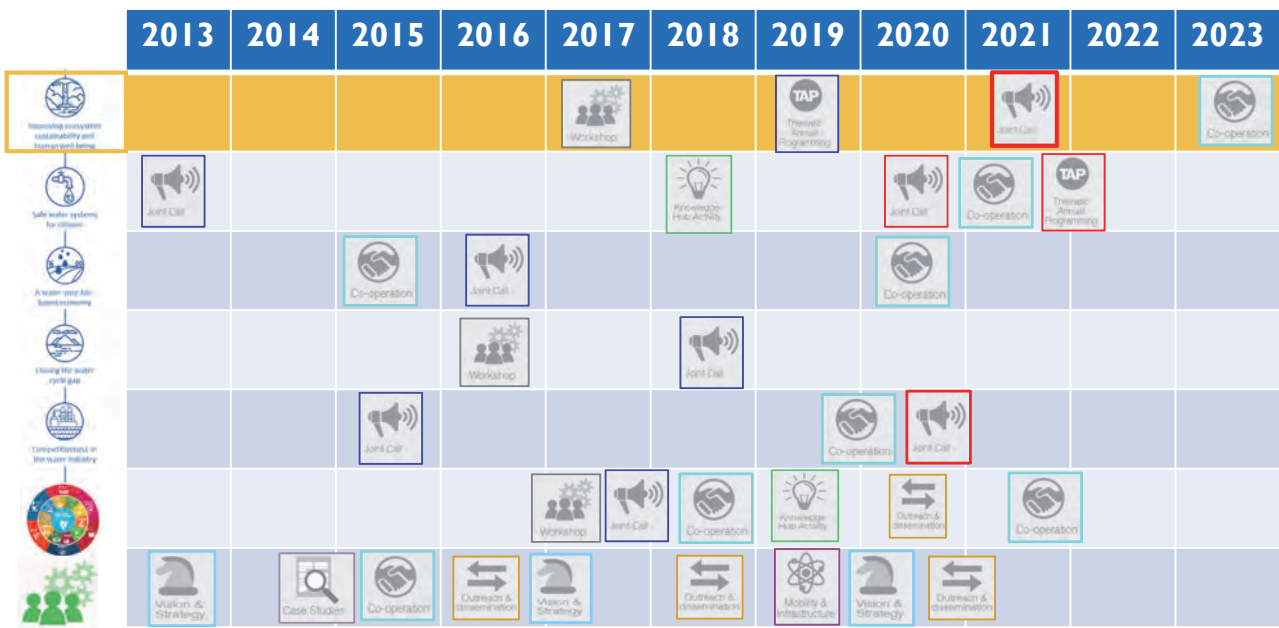 2013 2014 2015 2016 2017 2018 2019 2020 2021 2022 2023
Improving ecosystem
sustainability and
human well being
Workshop
TAP
Thematic
Annual
Programming
Joint Call
Co-operation
Safe water systems
for citizens
Joint Call
Knowledge
Hub Activity
Joint Call
Co-operation
TAP
Thematic
Annual
Programming
A water-wise bio-
based economy
Co-operation
Joint Call
Co-operation
Closing the water
cycle gap
Workshop
Joint Call
Competitiveness in
the water industry
Joint Call
Co-operation
Joint Call
Workshop
Joint Call
Co-operation
Knowledge
Hub Activity
Outreach &
dissemination
Co-operation
Vision &
Strategy
Case Studies
Co-operation
Outreach &
dissemination
Vision &
Strategy
Outreach &
dissemination
Mobility &
Infrastructure
Vision &
Strategy
Outreach &
dissemination